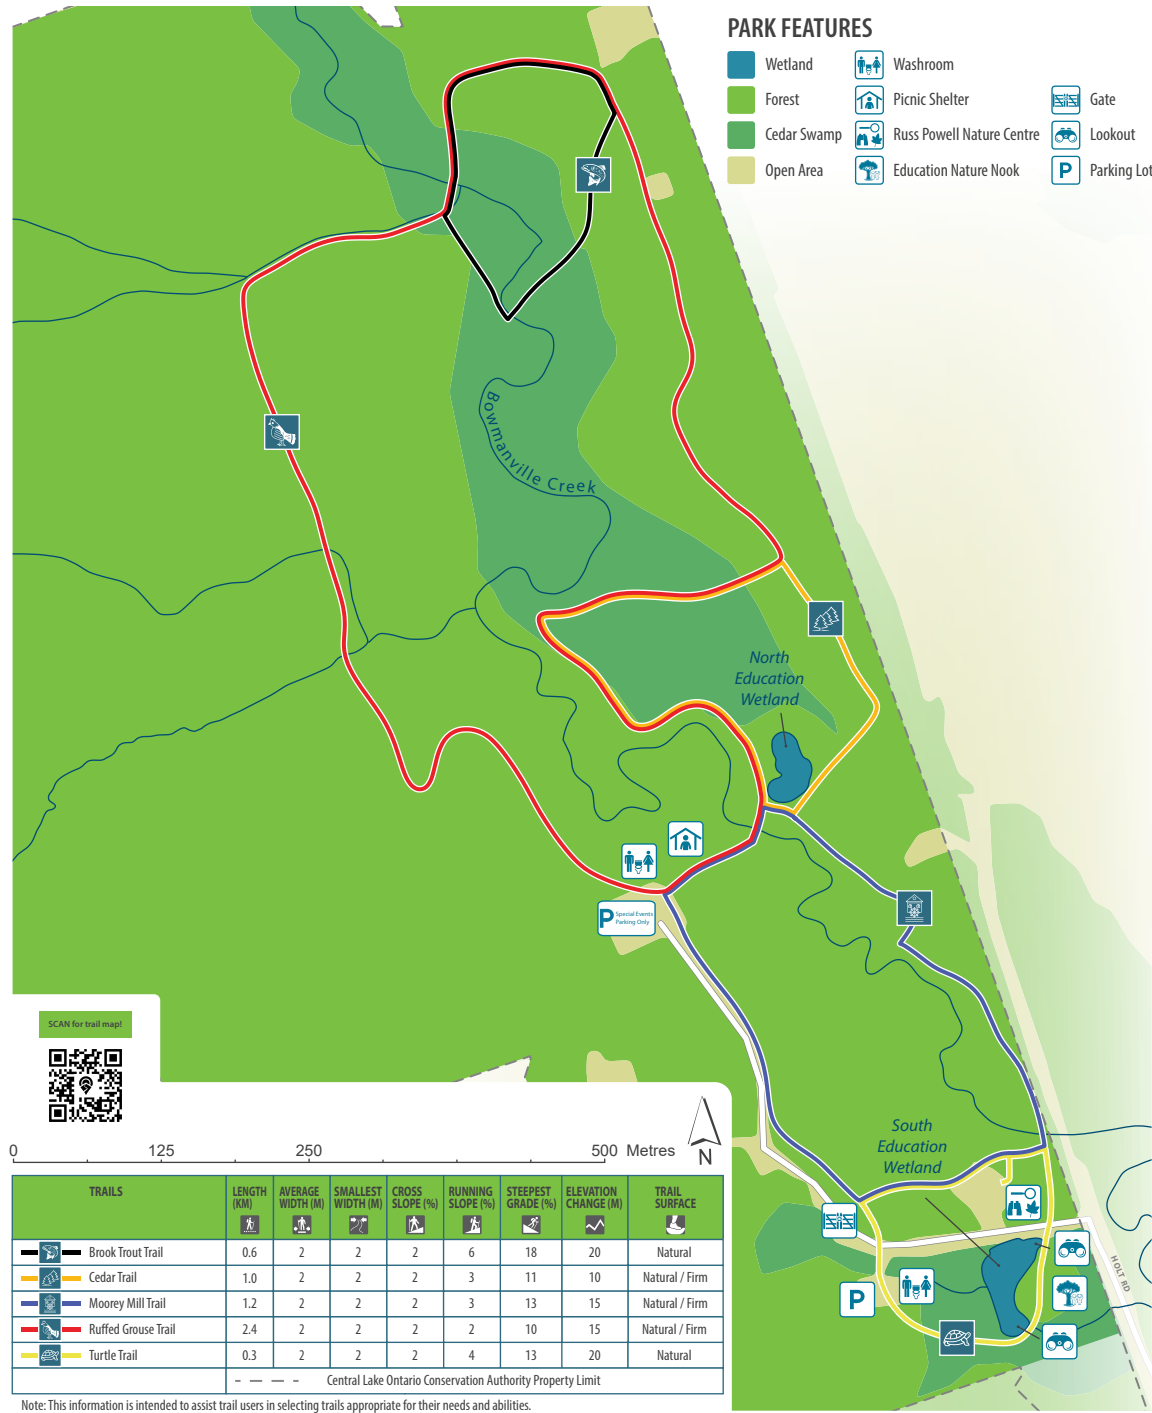 PARK FEATURES
Wetland
Washroom
Forest
Picnic Shelter
Gate
Cedar Swamp
Russ Powell Nature Centre
Lookout
Open Area
Education Nature Nook
P
Parking Lot
Bowmanville Creek
North
Education
Wetland
P Special Events
Parking Only
SCAN for trail map!
South
Education
Wetland
HOLT RD
P
0 125 250 500 Metres
N
TRAILS LENGTH (KM) AVERAGE WIDTH (M) SMALLEST WIDTH (M) CROSS SLOPE (%) RUNNING SLOPE (%) STEEPEST GRADE (%) ELEVATION CHANGE (M) TRAIL SURFACE
Brook Trout Trail 0.6 2 2 2 6 18 20 Natural
Cedar Trail 1.0 2 2 2 3 11 10 Natural / Firm
Moorey Mill Trail 1.2 2 2 2 3 13 15 Natural / Firm
Ruffed Grouse Trail 2.4 2 2 2 2 10 15 Natural / Firm
Turtle Trail 0.3 2 2 2 4 13 20 Natural
Central Lake Ontario Conservation Authority Property Limit
Note: This information is intended to assist trail users in selecting trails appropriate for their needs and abilities.